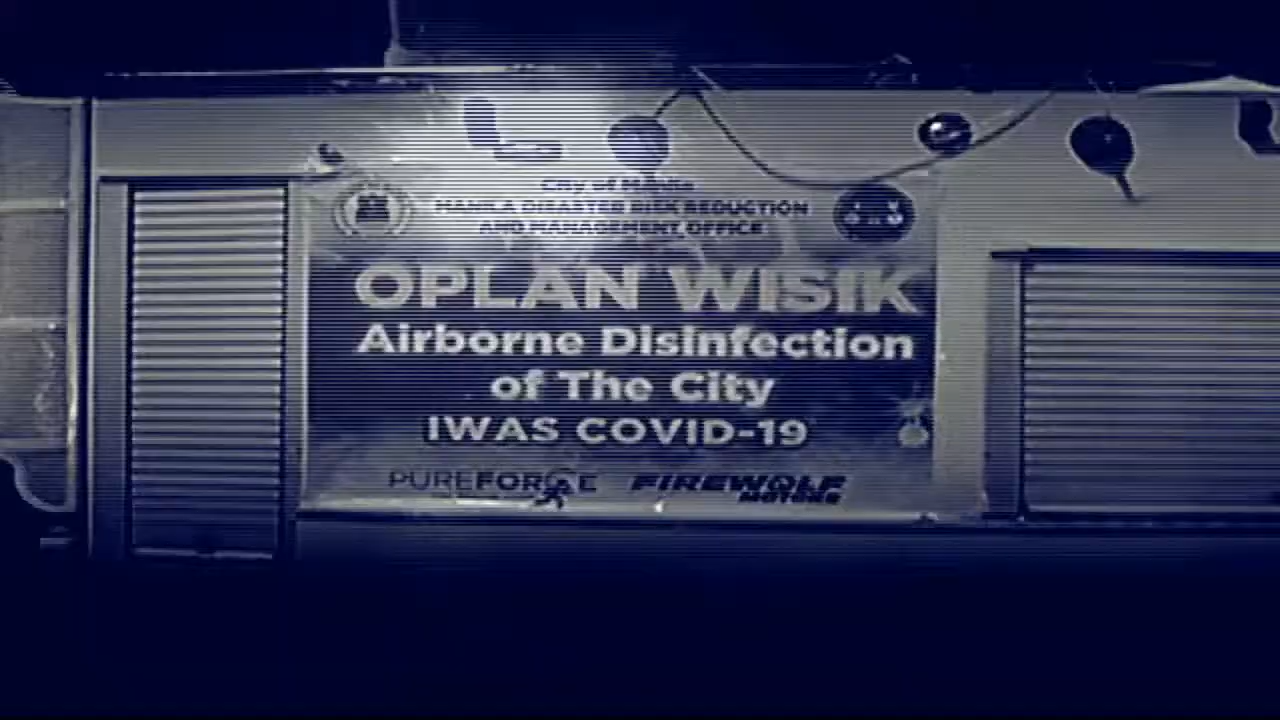 City of Manila
MANILA DISASTER RISK REDUCTION
AND MANAGEMENT OFFICE
OPLAN WISIK
Airborne Disinfection
of The City
IWAS COVID-19
PUREFORCE FIREWOLF
MOTORS